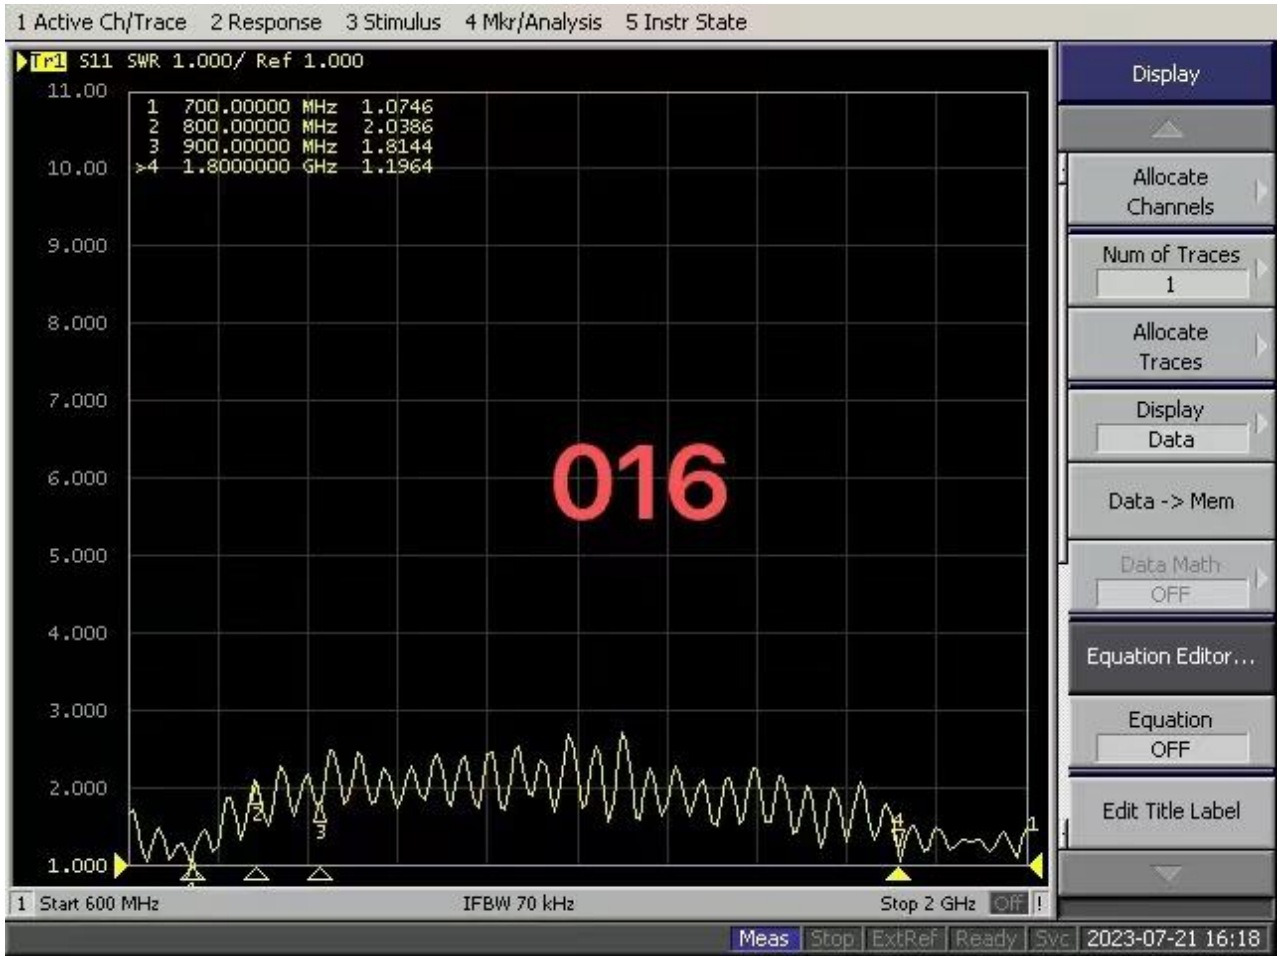 1 Active Ch/Trace 2 Response 3 Stimulus 4 Mkr/Analysis 5 Instr State
Tr1 S11 SWR 1.000/ Ref 1.000
11.00
1 700.00000 MHz 1.0746
2 800.00000 MHz 2.0386
3 900.00000 MHz 1.8144
>4 1.8000000 GHz 1.1964
10.00
9.000
8.000
7.000
6.000
5.000
4.000
3.000
2.000
1.000
016
2
3
4
1
1 Start 600 MHz IFBW 70 kHz Stop 2 GHz Off !
Display
Allocate
Channels
Num of Traces
1
Allocate
Traces
Display
Data
Data -> Mem
Data Math
OFF
Equation Editor...
Equation
OFF
Edit Title Label
Meas Stop ExtRef Ready Svc 2023-07-21 16:18